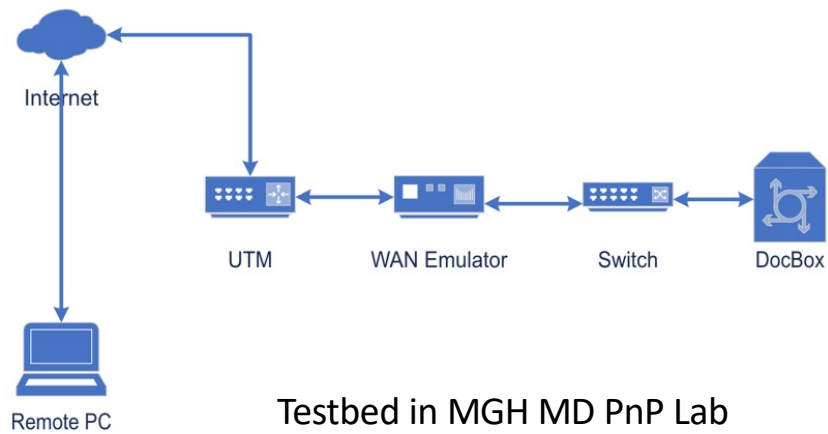 Internet
UTM
WAN Emulator
Switch
DocBox
Remote PC
Testbed in MGH MD PnP Lab